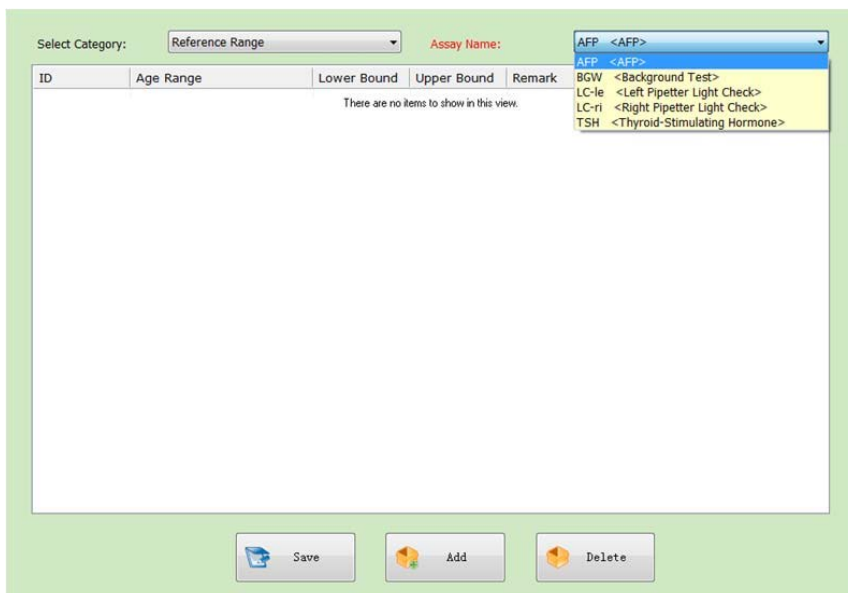 Select Category: Reference Range Assay Name: AFP <AFP>
ID Age Range Lower Bound Upper Bound Remark
AFP <AFP>
BGW <Background Test>
LC-le <Left Pipetter Light Check>
LC-ri <Right Pipetter Light Check>
TSH <Thyroid-Stimulating Hormone>
There are no items to show in this view.
Save Add Delete